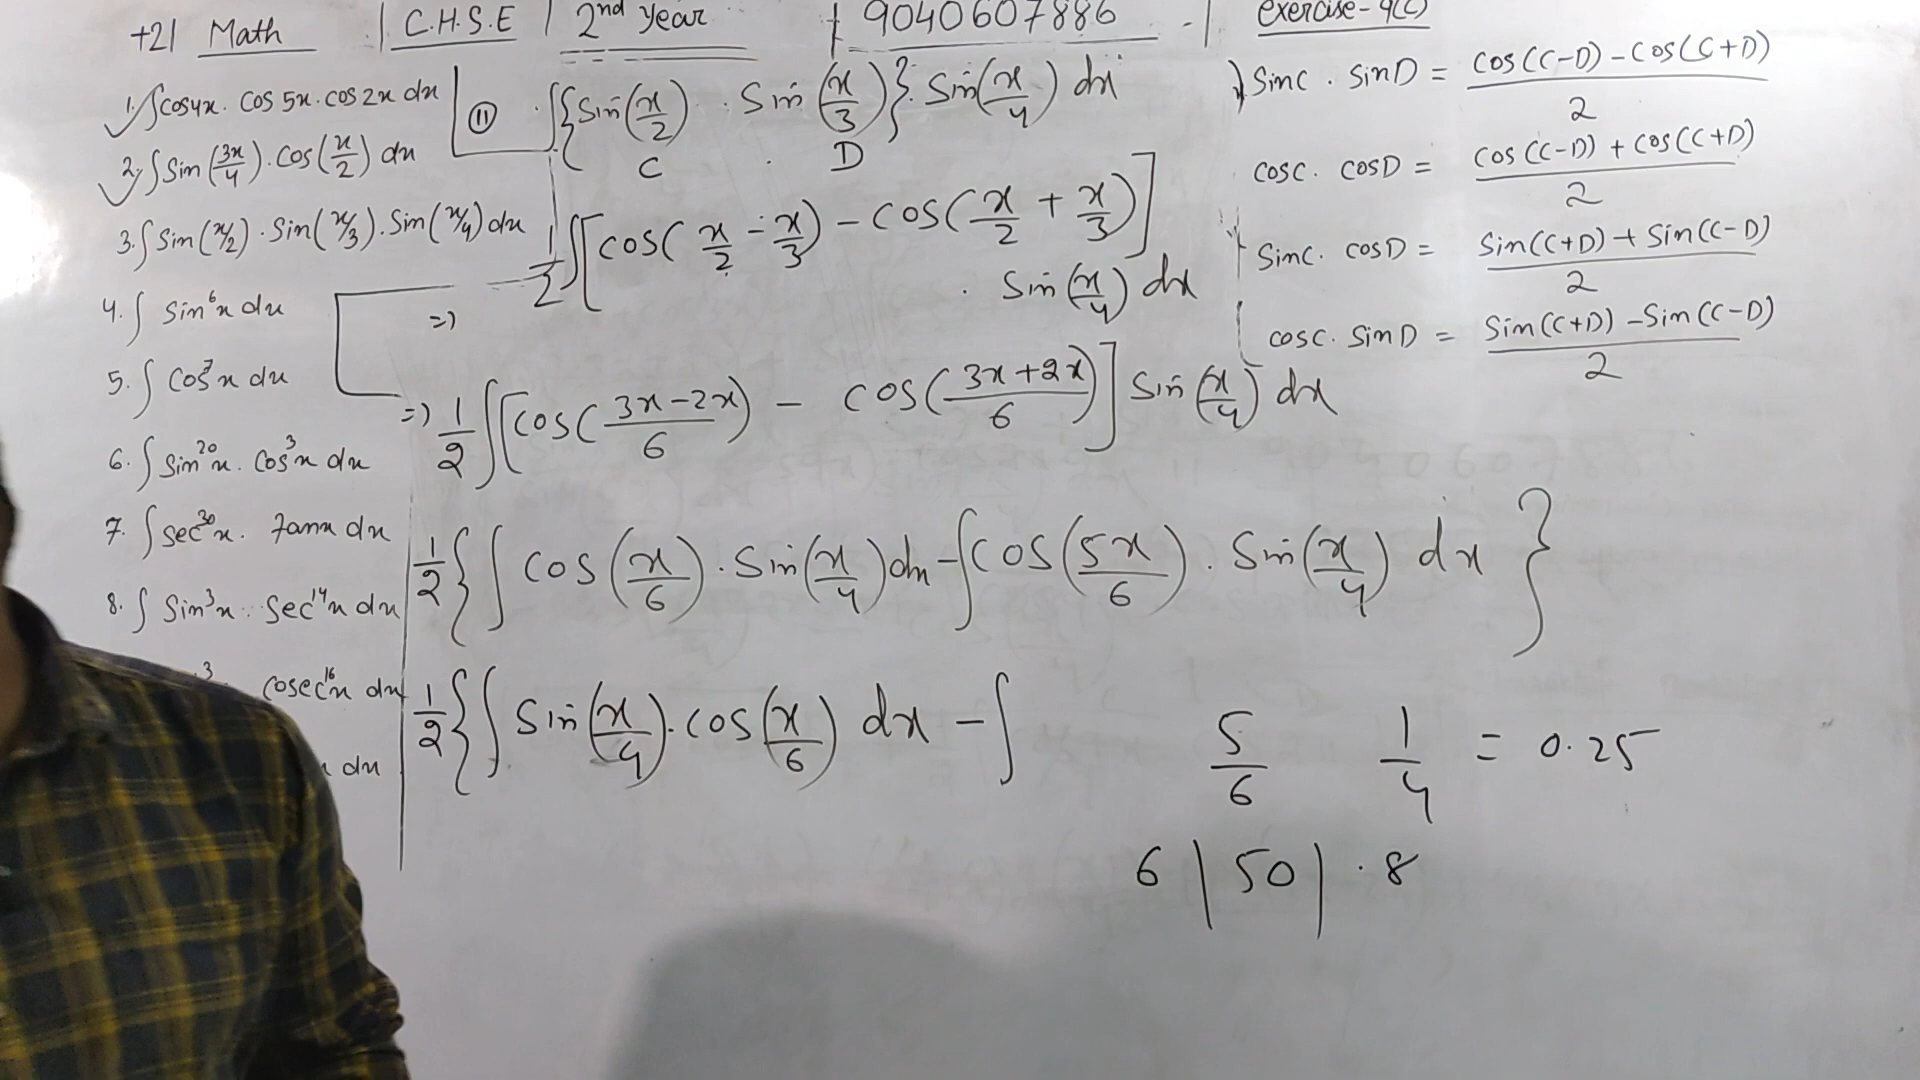 +2 | Math | C.H.S.E | 2nd Year | 9040607886 - | Exercise - 9(C)
1. ∫cos4x. cos 5x. cos 2x dx
2. ∫ Sin (3x/4) . Cos (x/2) dx
3. ∫ Sin (x/2) . Sin (x/3) . Sin (x/4) dx
4. ∫ Sin⁶x dx
5. ∫ Cos⁷x dx
6. ∫ Sin²⁰x. Cos³x dx
7. ∫ Sec³⁰x. Tanx dx
8. ∫ Sin³x. Sec¹⁴x dx
3 cosec¹⁶x dx
dx
(11) ∫{Sin(x/2) . Sin (x/3)}. Sin(x/4) dx
C . D
1/2 ∫[cos( x/2 - x/3) - cos( x/2 + x/3)]
. Sin (x/4) dx
=)
=) 1/2 ∫[cos( 3x-2x/6) - cos( 3x+2x/6)] Sin (x/4) dx
1/2 {∫ cos (x/6) . Sin(x/4) dx - ∫cos (5x/6) . Sin(x/4) dx }
1/2 {∫ Sin(x/4) . cos(x/6) dx - ∫
5/6 1/4 = 0.25
6 | 50 | .8
Sinc . SinD = cos(C-D) - cos(C+D) / 2
cosc. cosD = cos(C-D) + cos(C+D) / 2
Sinc. cosD = Sin(C+D) + Sin(C-D) / 2
cosc. SinD = Sin(C+D) - Sin(C-D) / 2